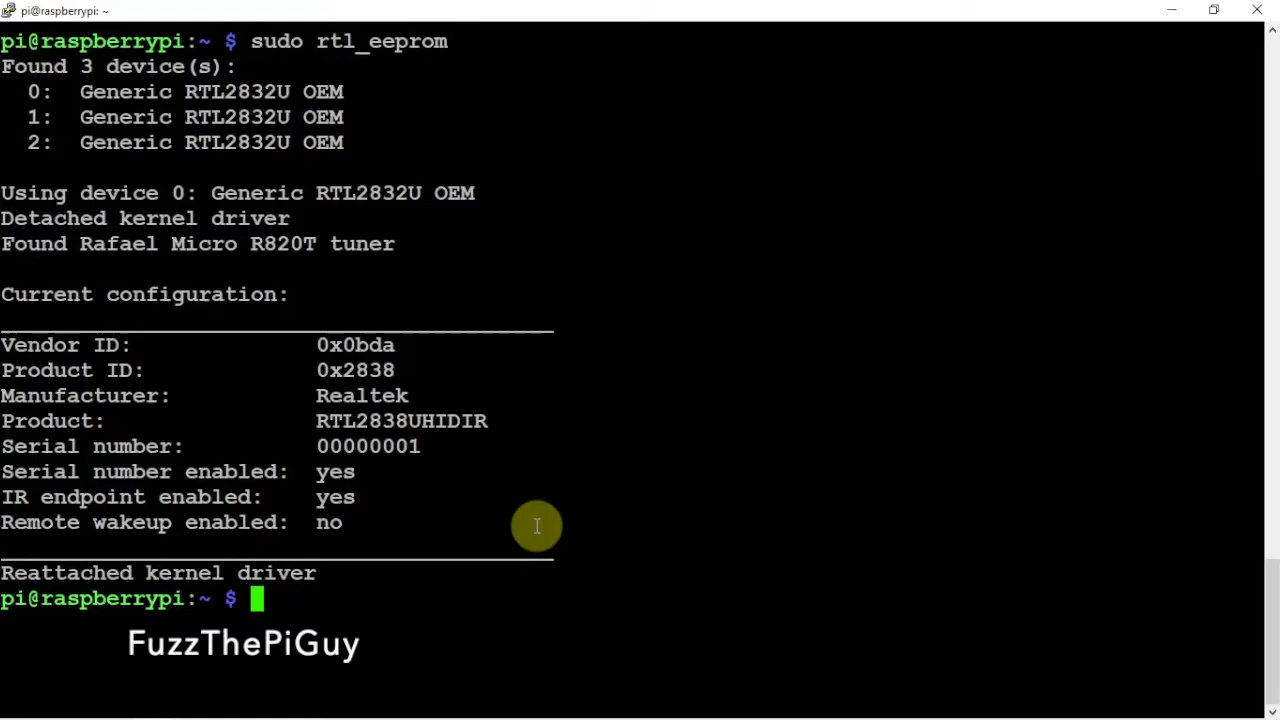 pi@raspberrypi: ~
pi@raspberrypi:~ $ sudo rtl_eeprom
Found 3 device(s):
  0:  Generic RTL2832U OEM
  1:  Generic RTL2832U OEM
  2:  Generic RTL2832U OEM
Using device 0: Generic RTL2832U OEM
Detached kernel driver
Found Rafael Micro R820T tuner
Current configuration:
__________________________________________
Vendor ID:              0x0bda
Product ID:             0x2838
Manufacturer:           Realtek
Product:                RTL2838UHIDIR
Serial number:          00000001
Serial number enabled:  yes
IR endpoint enabled:    yes
Remote wakeup enabled:  no
__________________________________________
Reattached kernel driver
pi@raspberrypi:~ $
FuzzThePiGuy